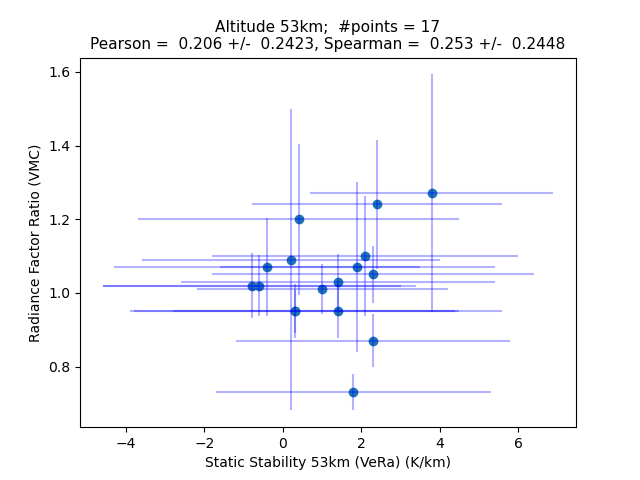 Altitude 53km;  #points = 17
Pearson =  0.206 +/-  0.2423, Spearman =  0.253 +/-  0.2448
1.6
1.4
1.2
1.0
0.8
Radiance Factor Ratio (VMC)
−4
−2
0
2
4
6
Static Stability 53km (VeRa) (K/km)